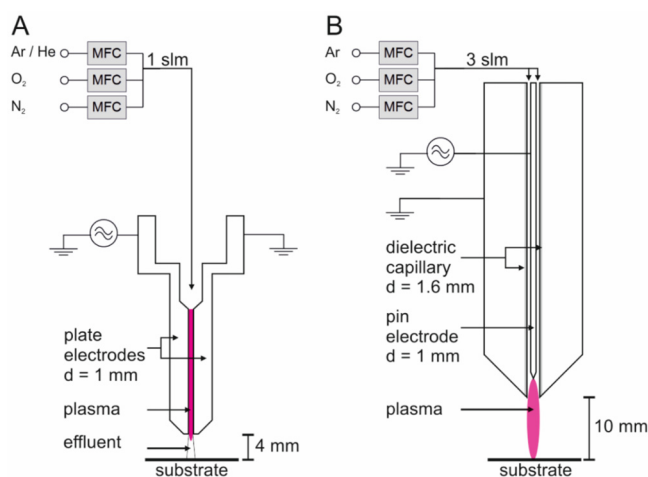 A
Ar / He
MFC
1 slm
O₂
MFC
N₂
MFC
plate
electrodes
d = 1 mm
plasma
effluent
4 mm
substrate
B
Ar
MFC
3 slm
O₂
MFC
N₂
MFC
dielectric
capillary
d = 1.6 mm
pin
electrode
d = 1 mm
plasma
10 mm
substrate